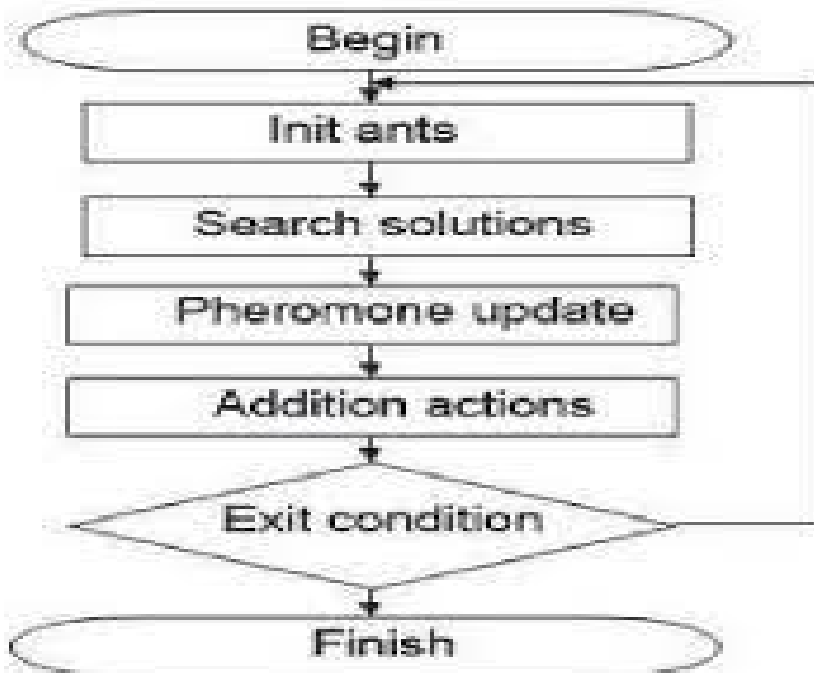 Begin
Init ants
Search solutions
Pheromone update
Addition actions
Exit condition
Finish